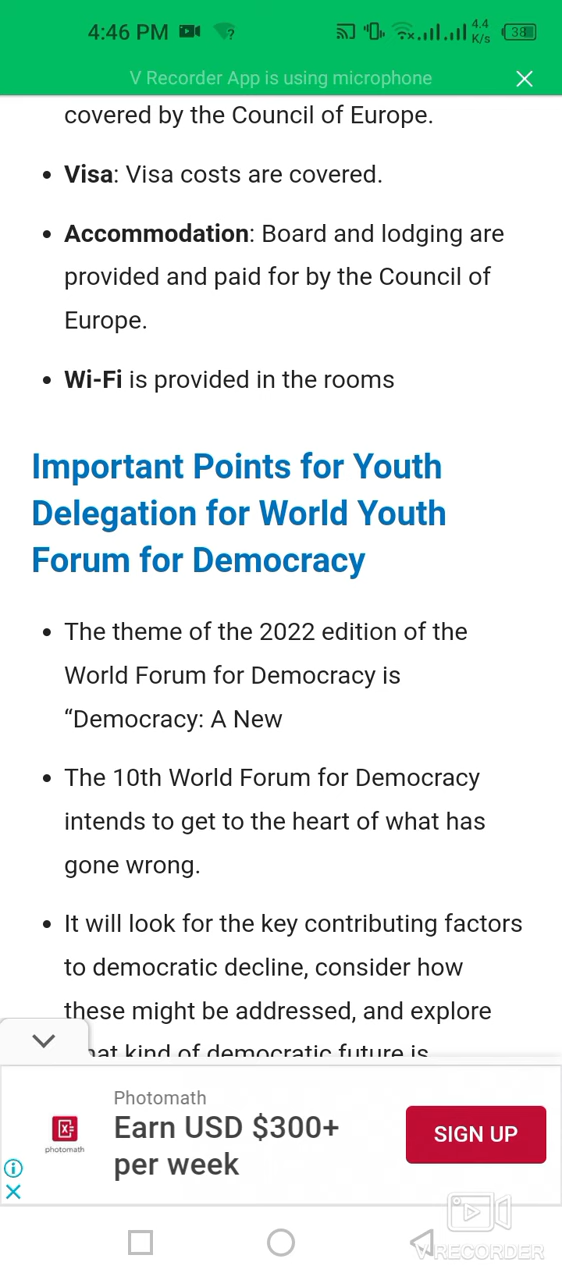 4:46 PM
4.4
K/s
38
V Recorder App is using microphone
covered by the Council of Europe.
• Visa: Visa costs are covered.
• Accommodation: Board and lodging are
provided and paid for by the Council of
Europe.
• Wi-Fi is provided in the rooms
Important Points for Youth
Delegation for World Youth
Forum for Democracy
• The theme of the 2022 edition of the
World Forum for Democracy is
“Democracy: A New
• The 10th World Forum for Democracy
intends to get to the heart of what has
gone wrong.
• It will look for the key contributing factors
to democratic decline, consider how
these might be addressed, and explore
kind of democratic future is
Photomath
Earn USD $300+
per week
SIGN UP
photomath
V RECORDER